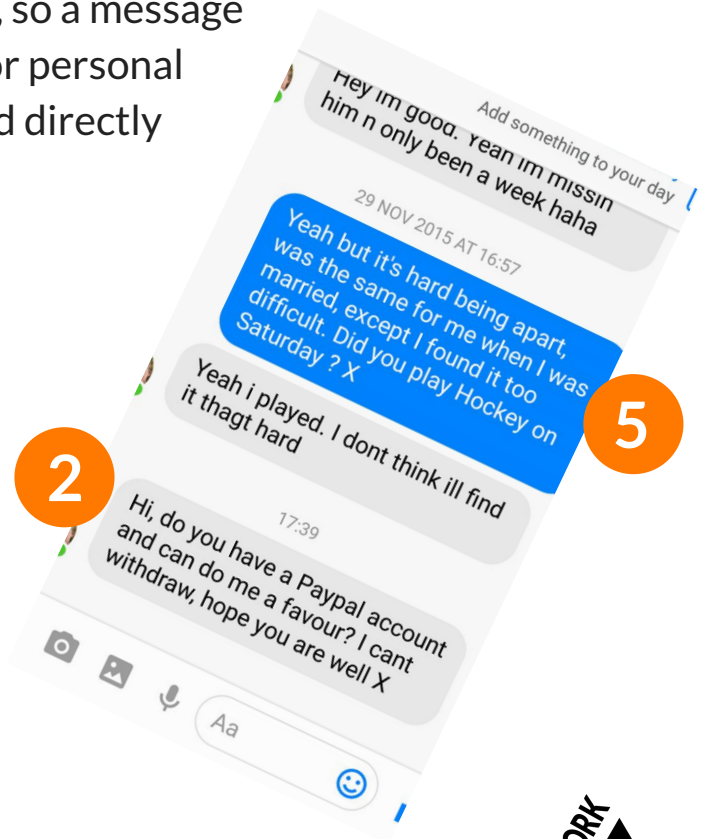 , so a message
or personal
d directly
Add something to your day
Hey im good. Yeah im missin
him n only been a week haha
29 NOV 2015 AT 16:57
Yeah but it's hard being apart,
was the same for me when I was
married, except I found it too
difficult. Did you play Hockey on
Saturday ? X
5
Yeah i played. I dont think ill find
it thagt hard
2
17:39
Hi, do you have a Paypal account
and can do me a favour? I cant
withdraw, hope you are well X
Aa
ORK